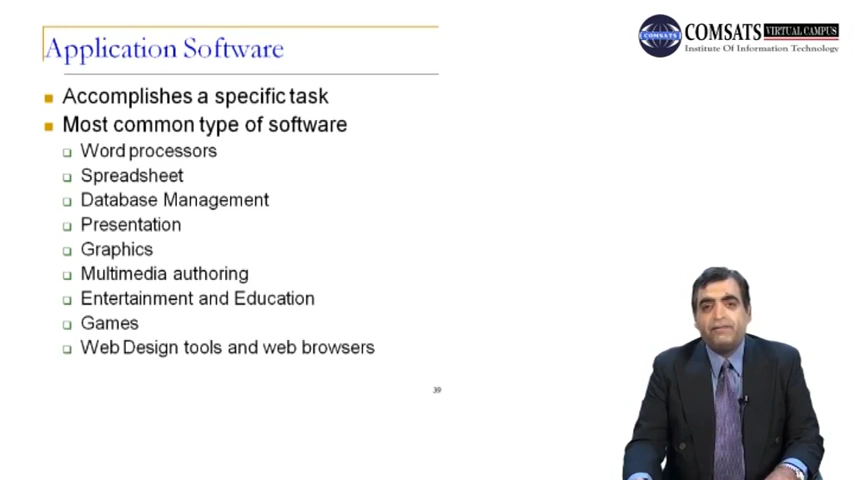 Application Software
Accomplishes a specific task
Most common type of software
Word processors
Spreadsheet
Database Management
Presentation
Graphics
Multimedia authoring
Entertainment and Education
Games
Web Design tools and web browsers
39
COMSATS
COMSATS VIRTUAL CAMPUS
Institute Of Information Technology